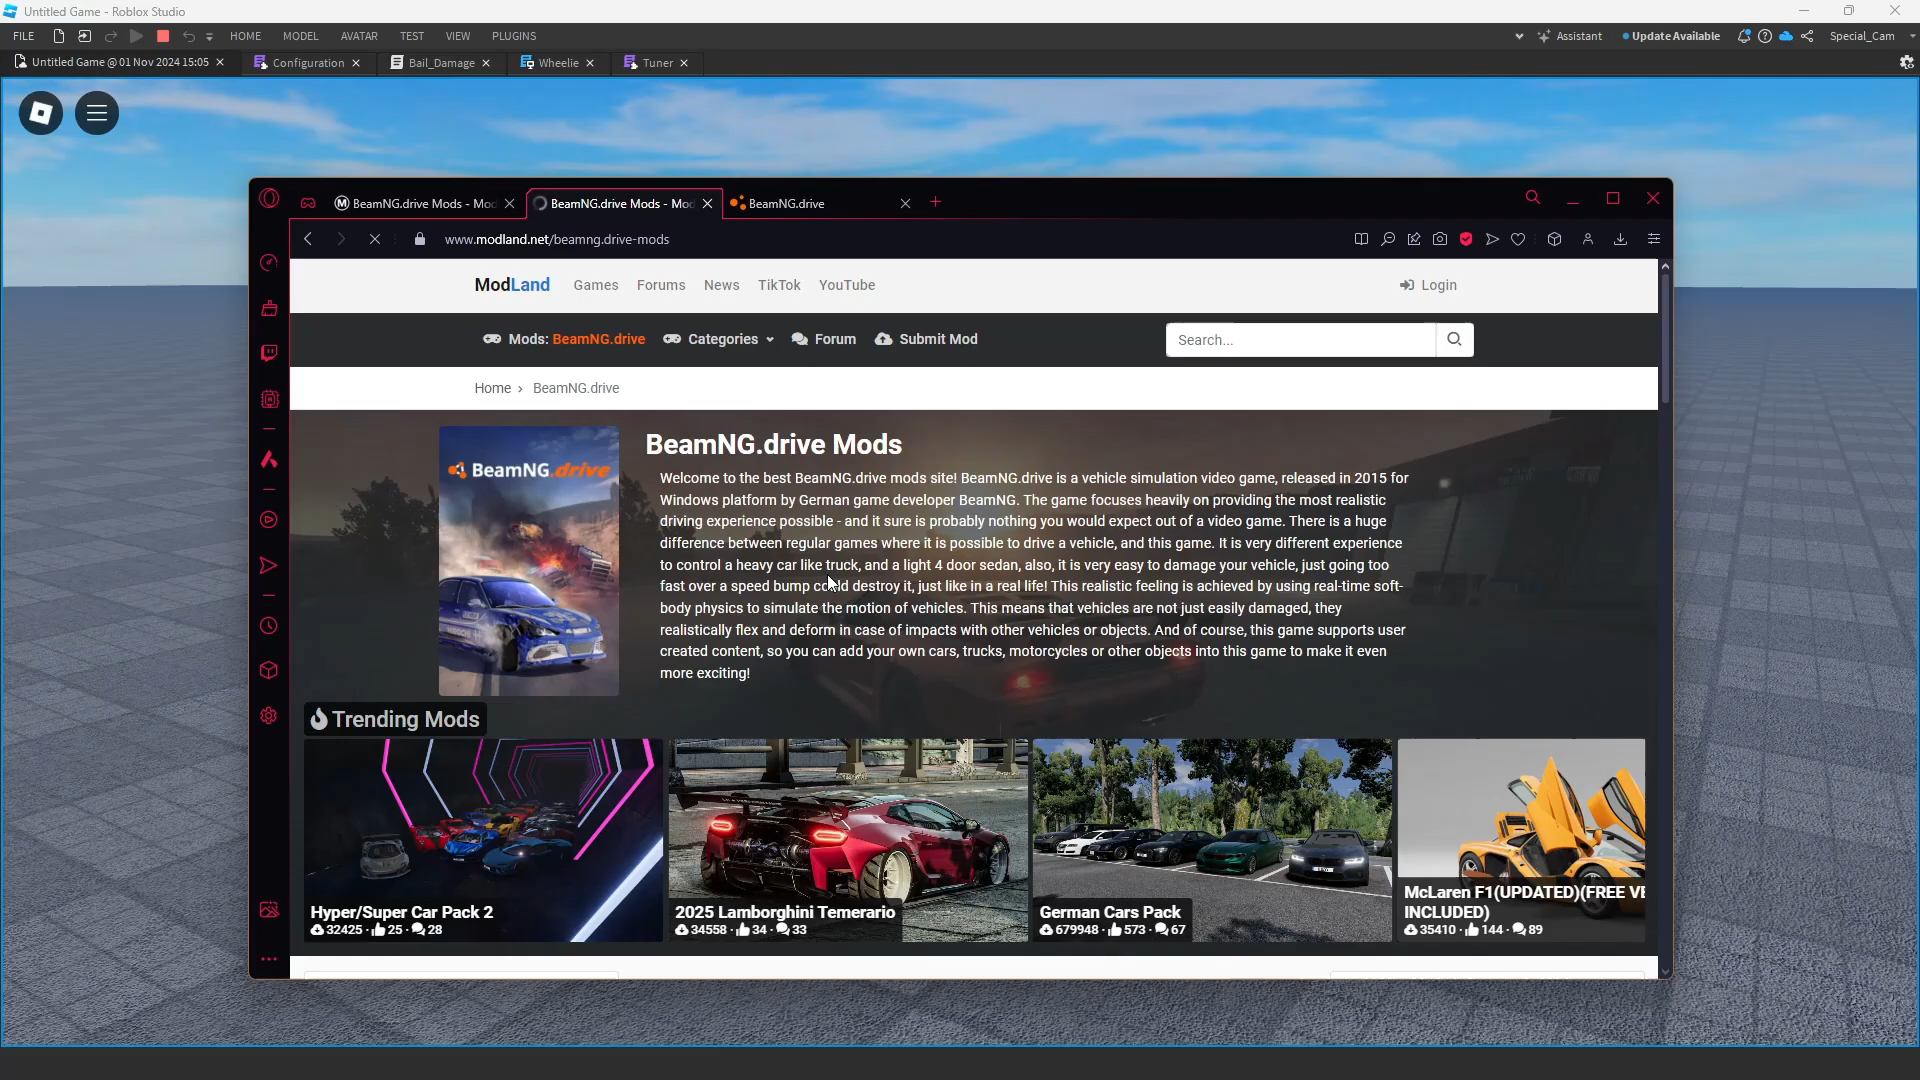 Untitled Game - Roblox Studio
FILE HOME MODEL AVATAR TEST VIEW PLUGINS Assistant Update Available Special_Cam
Untitled Game @ 01 Nov 2024 15:05 Configuration Bail_Damage Wheelie Tuner
BeamNG.drive Mods - Mod BeamNG.drive Mods - Mod BeamNG.drive
www.modland.net/beamng.drive-mods
ModLand Games Forums News TikTok YouTube Login
Mods: BeamNG.drive Categories Forum Submit Mod Search...
Home › BeamNG.drive
BeamNG.drive
BeamNG.drive Mods
Welcome to the best BeamNG.drive mods site! BeamNG.drive is a vehicle simulation video game, released in 2015 for
Windows platform by German game developer BeamNG. The game focuses heavily on providing the most realistic
driving experience possible - and it sure is probably nothing you would expect out of a video game. There is a huge
difference between regular games where it is possible to drive a vehicle, and this game. It is very different experience
to control a heavy car like truck, and a light 4 door sedan, also, it is very easy to damage your vehicle, just going too
fast over a speed bump could destroy it, just like in a real life! This realistic feeling is achieved by using real-time soft-
body physics to simulate the motion of vehicles. This means that vehicles are not just easily damaged, they
realistically flex and deform in case of impacts with other vehicles or objects. And of course, this game supports user
created content, so you can add your own cars, trucks, motorcycles or other objects into this game to make it even
more exciting!
Trending Mods
Hyper/Super Car Pack 2
32425 · 25 · 28
2025 Lamborghini Temerario
34558 · 34 · 33
German Cars Pack
679948 · 573 · 67
McLaren F1(UPDATED)(FREE VE
INCLUDED)
35410 · 144 · 89